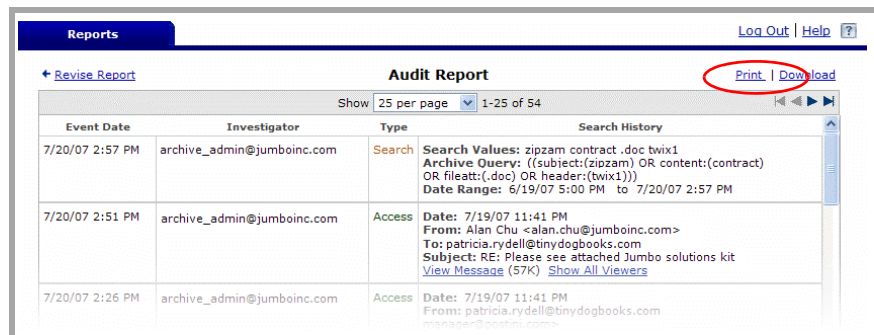 Reports
Log Out | Help ?
Revise Report
Audit Report
Print | Download
Show 25 per page 1-25 of 54
Event Date Investigator Type Search History
7/20/07 2:57 PM archive_admin@jumboinc.com Search Search Values: zipzam contract .doc twix1
Archive Query: ((subject:(zipzam) OR content:(contract)
OR fileatt:(.doc) OR header:(twix1)))
Date Range: 6/19/07 5:00 PM to 7/20/07 2:57 PM
7/20/07 2:51 PM archive_admin@jumboinc.com Access Date: 7/19/07 11:41 PM
From: Alan Chu <alan.chu@jumboinc.com>
To: patricia.rydell@tinydogbooks.com
Subject: RE: Please see attached Jumbo solutions kit
View Message (57K) Show All Viewers
7/20/07 2:26 PM archive_admin@jumboinc.com Access Date: 7/19/07 11:41 PM
From: patricia.rydell@tinydogbooks.com
manager@postini.com>